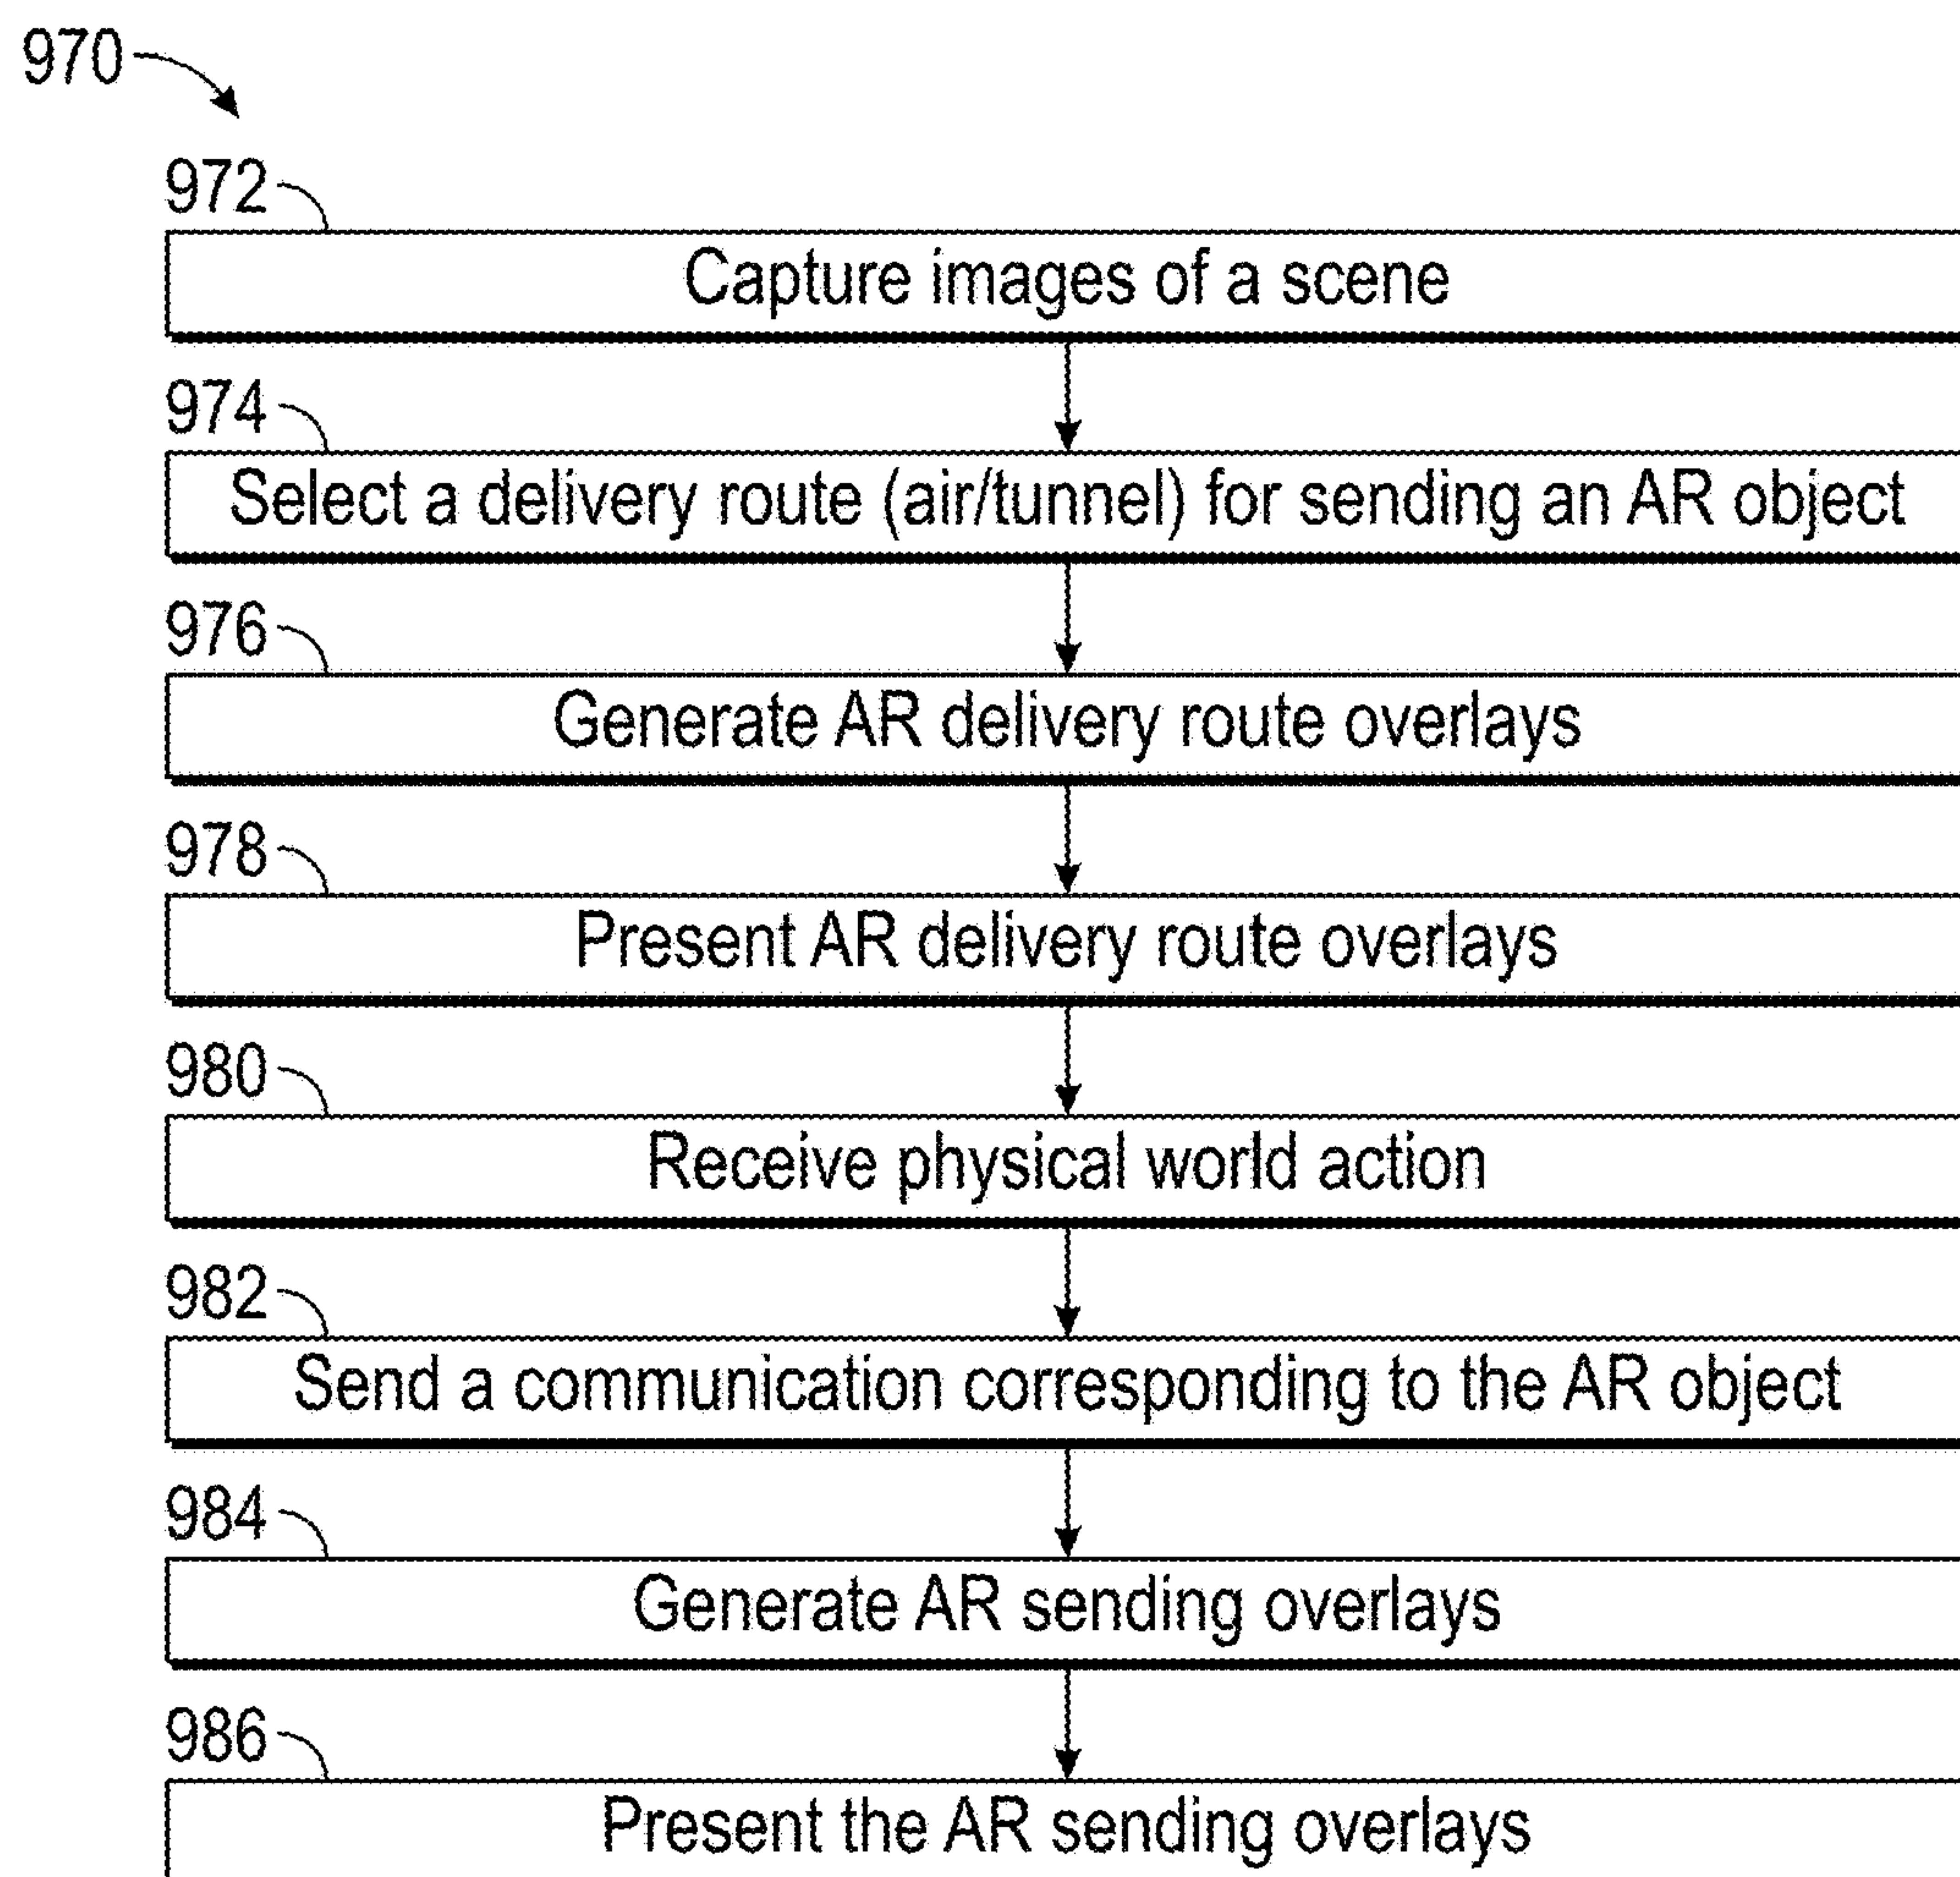 970
972
Capture images of a scene
974
Select a delivery route (air/tunnel) for sending an AR object
976
Generate AR delivery route overlays
978
Present AR delivery route overlays
980
Receive physical world action
982
Send a communication corresponding to the AR object
984
Generate AR sending overlays
986
Present the AR sending overlays